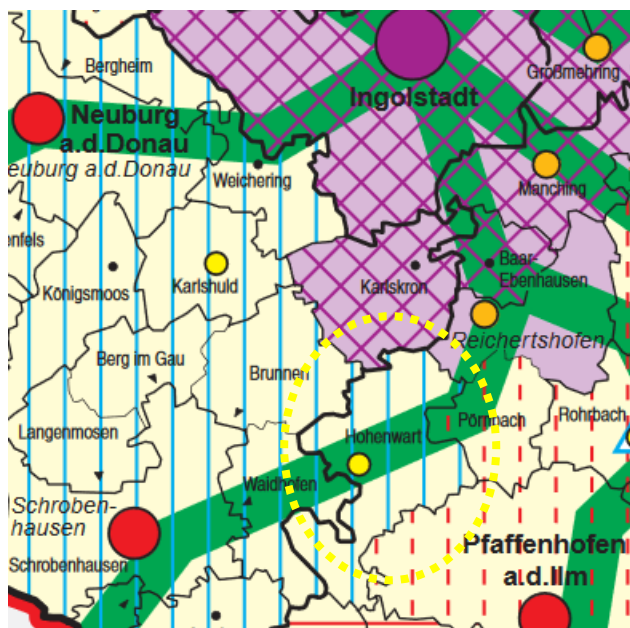 Bergheim
Großmehring
Ingolstadt
Neuburg
a.d.Donau
euburg a.d.Donau
Weichering
Manching
enfels
Baar-
Ebenhausen
Königsmoos
Karlshuld
Karlskron
Reichertshofen
Berg im Gau
Brunnen
Langenmosen
Hohenwart
Pörnbach
Rohrbach
Waidhofen
Schroben-
hausen
Schrobenhausen
Pfaffenhofen
a.d.Ilm